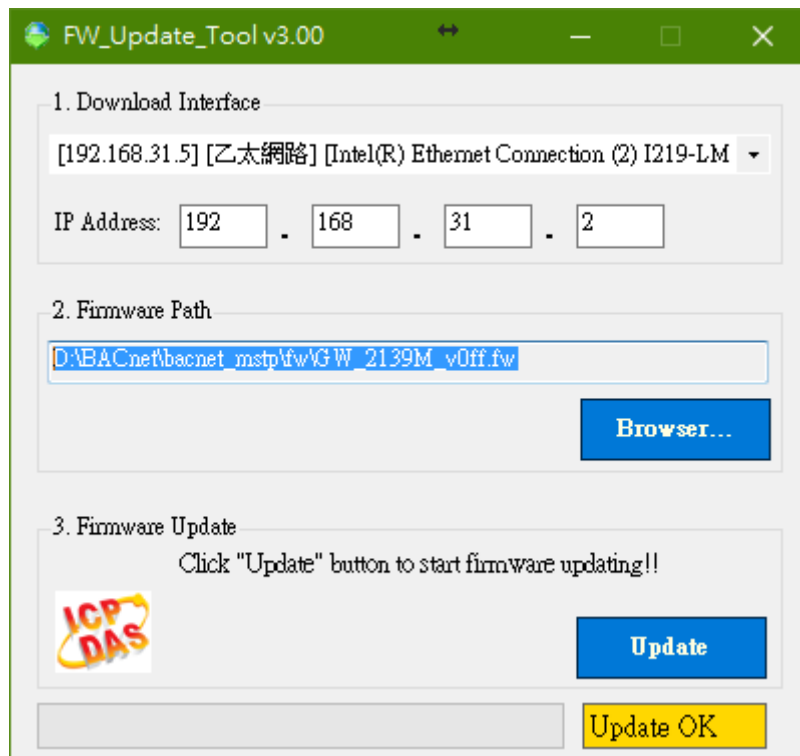 FW_Update_Tool v3.00
1. Download Interface
[192.168.31.5] [乙太網路] [Intel(R) Ethernet Connection (2) I219-LM
IP Address: 192 . 168 . 31 . 2
2. Firmware Path
D:\BACnet\bacnet_mstp\fw\GW_2139M_v0ff.fw
Browser...
3. Firmware Update
Click "Update" button to start firmware updating!!
ICP
DAS
Update
Update OK